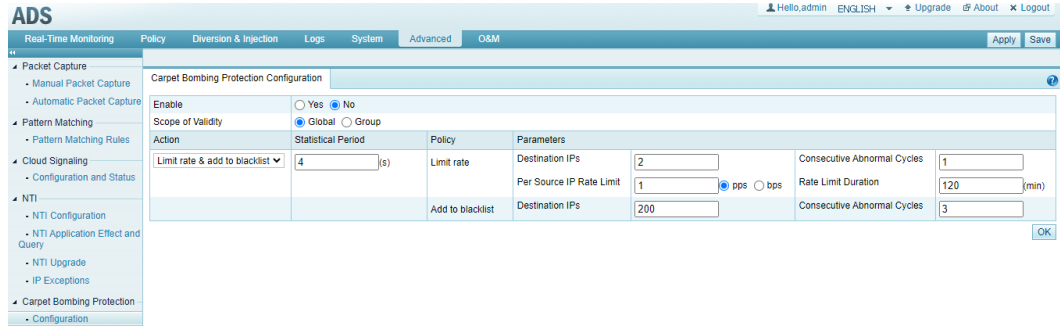 ADS
Hello,admin ENGLISH Upgrade About Logout
Real-Time Monitoring Policy Diversion & Injection Logs System Advanced O&M Apply Save
Packet Capture
Manual Packet Capture
Automatic Packet Capture
Pattern Matching
Pattern Matching Rules
Cloud Signaling
Configuration and Status
NTI
NTI Configuration
NTI Application Effect and
Query
NTI Upgrade
IP Exceptions
Carpet Bombing Protection
Configuration
Carpet Bombing Protection Configuration
Enable Yes No
Scope of Validity Global Group
Action Statistical Period Policy Parameters
Limit rate & add to blacklist 4 (s) Limit rate Destination IPs 2 Consecutive Abnormal Cycles 1
Per Source IP Rate Limit 1 pps bps Rate Limit Duration 120 (min)
Add to blacklist Destination IPs 200 Consecutive Abnormal Cycles 3
OK